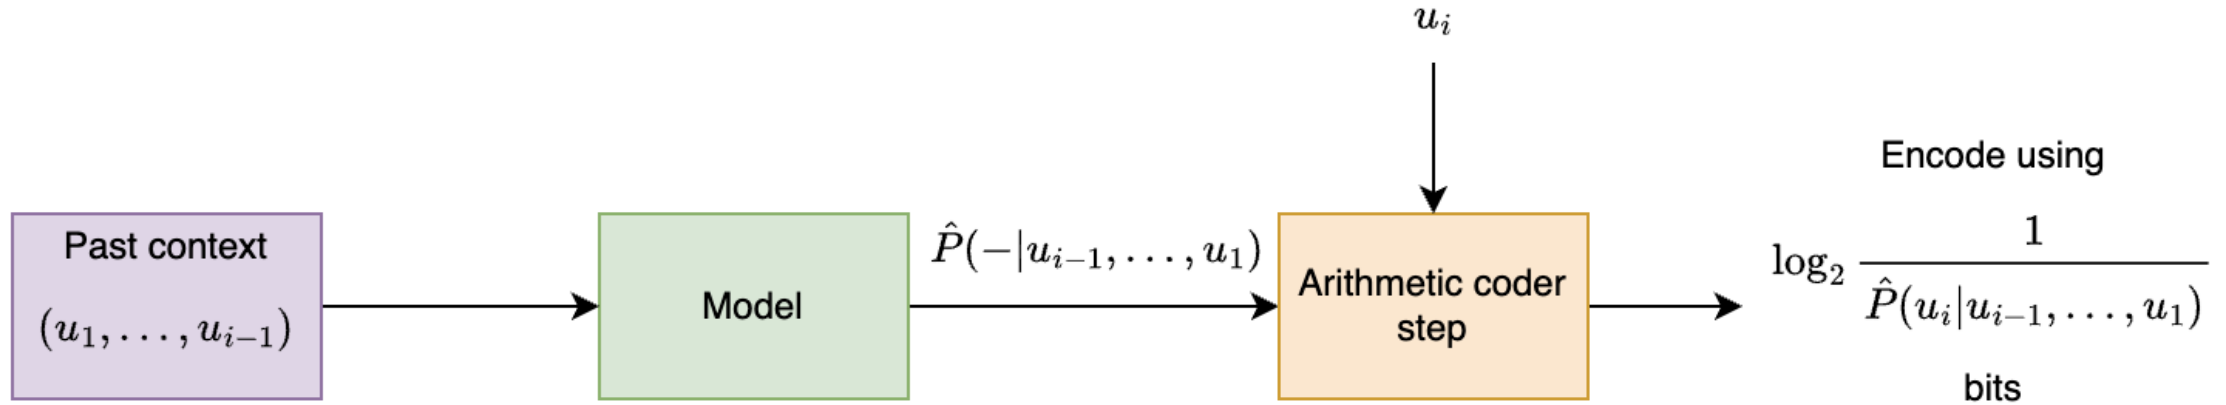 u_i
Past context
(u_1, . . . , u_{i−1})
Model
P̂(−|u_{i−1}, . . . , u_1)
Arithmetic coder
step
Encode using
log_2 1 / P̂(u_i|u_{i−1}, . . . , u_1)
bits